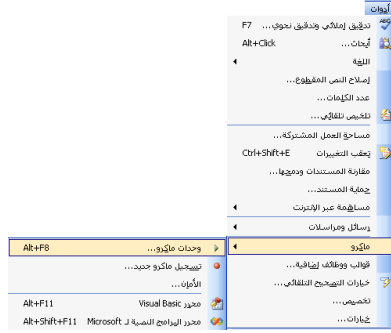 أدوات
تدقيق إملائي وتدقيق نحوي... F7
أبحاث... Alt+Click
اللغة
إصلاح النص المقطوع...
عدد الكلمات...
تلخيص تلقائي...
مساحة العمل المشتركة...
تعقب التغييرات Ctrl+Shift+E
مقارنة المستندات ودمجها...
حماية المستند...
مساهمة عبر الإنترنت
رسائل ومراسلات
ماكرو
وحدات ماكرو... Alt+F8
قوالب ووظائف إضافية...
تسجيل ماكرو جديد...
خيارات التصحيح التلقائي...
الأمان...
تخصيص...
محرر Visual Basic Alt+F11
خيارات...
محرر البرامج النصية لـ Microsoft Alt+Shift+F11